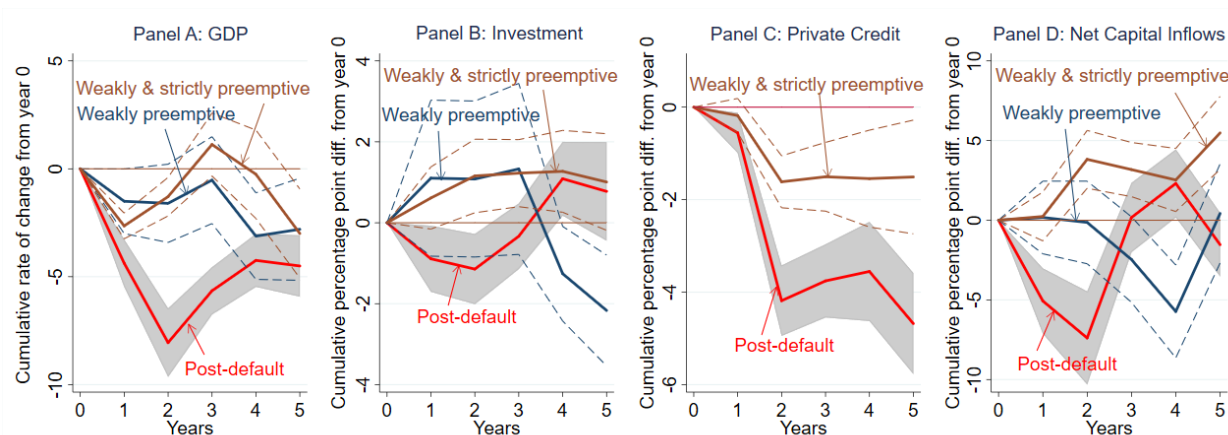 Panel A: GDP
Cumulative rate of change from year 0
5
0
-5
-10
Weakly & strictly preemptive
Weakly preemptive
Post-default
0 1 2 3 4 5
Years
Panel B: Investment
Cumulative percentage point diff. from year 0
4
2
0
-2
-4
Weakly & strictly preemptive
Weakly preemptive
Post-default
0 1 2 3 4 5
Years
Panel C: Private Credit
Cumulative percentage point diff. from year 0
0
-2
-4
-6
Weakly & strictly preemptive
Post-default
0 1 2 3 4 5
Years
Panel D: Net Capital Inflows
Cumulative percentage point diff. from year 0
10
5
0
-5
-10
Weakly & strictly preemptive
Weakly preemptive
Post-default
0 1 2 3 4 5
Years